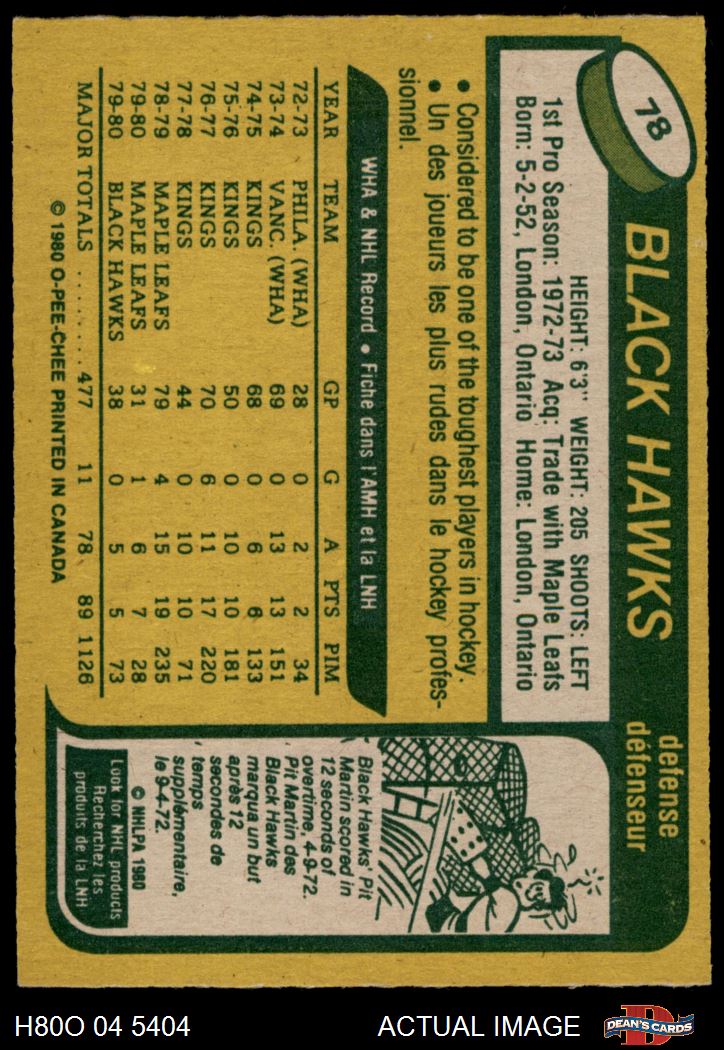 78
BLACK HAWKS
defense
défenseur
HEIGHT: 6'3" WEIGHT: 205 SHOOTS: LEFT
1st Pro Season: 1972-73 Acq: Trade with Maple Leafs
Born: 5-2-52, London, Ontario Home: London, Ontario
• Considered to be one of the toughest players in hockey.
• Un des joueurs les plus rudes dans le hockey profes-
sionnel.
WHA & NHL Record • Fiche dans l'AMH et la LNH
YEAR TEAM GP G A PTS PIM
72-73 PHILA. (WHA) 28 0 2 2 34
73-74 VANC. (WHA) 69 0 13 13 151
74-75 KINGS 68 0 6 6 133
75-76 KINGS 50 0 10 10 181
76-77 KINGS 70 6 11 17 220
77-78 KINGS 44 0 10 10 71
78-79 MAPLE LEAFS 79 4 15 19 235
79-80 MAPLE LEAFS 31 1 6 7 28
79-80 BLACK HAWKS 38 0 5 5 73
MAJOR TOTALS ........ 477 11 78 89 1126
© 1980 O-PEE-CHEE PRINTED IN CANADA
Black Hawks' Pit
Martin scored in
12 seconds of
overtime, 4-9-72.
Pit Martin des
Black Hawks
marqua un but
après 12
secondes de
temps
supplémentaire,
le 9-4-72.
© NHLPA 1980
Look for NHL products
Recherchez les
produits de la LNH
H80O 04 5404
ACTUAL IMAGE
D
DEAN'S CARDS